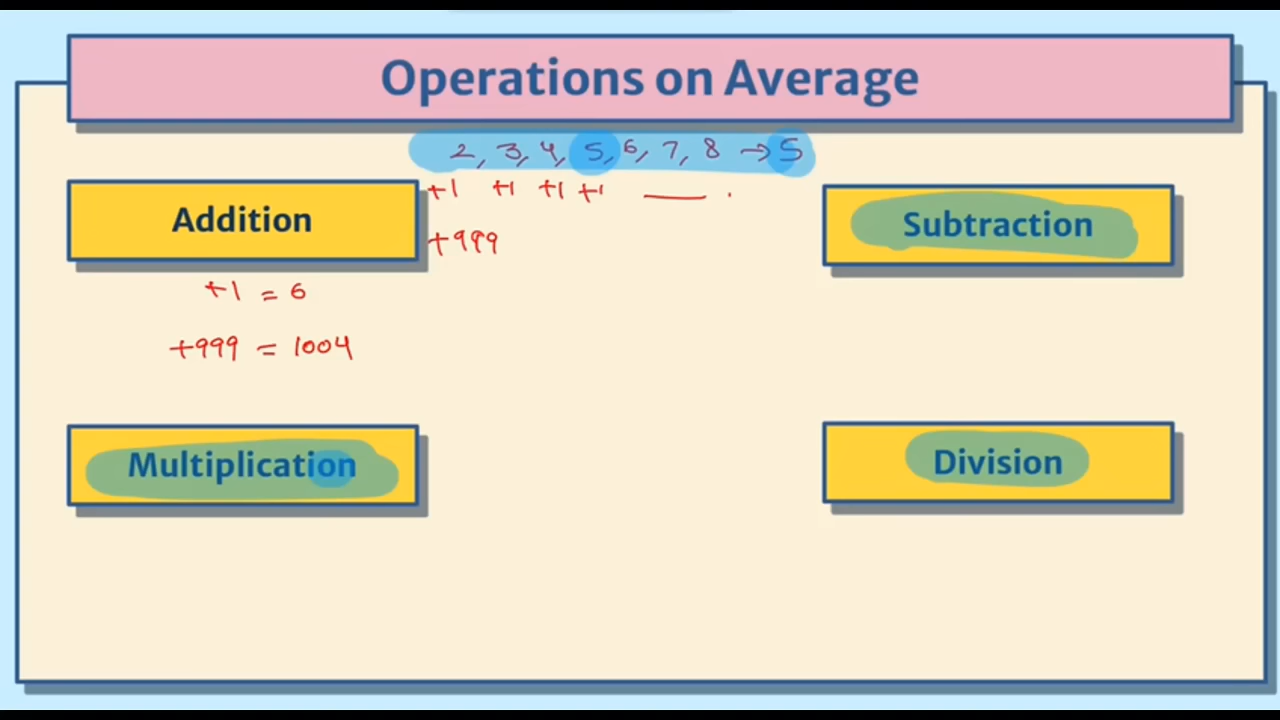 Operations on Average
2, 3, 4, 5, 6, 7, 8 → 5
+1 +1 +1 +1
Addition
Subtraction
+999
+1 = 6
+999 = 1004
Multiplication
Division